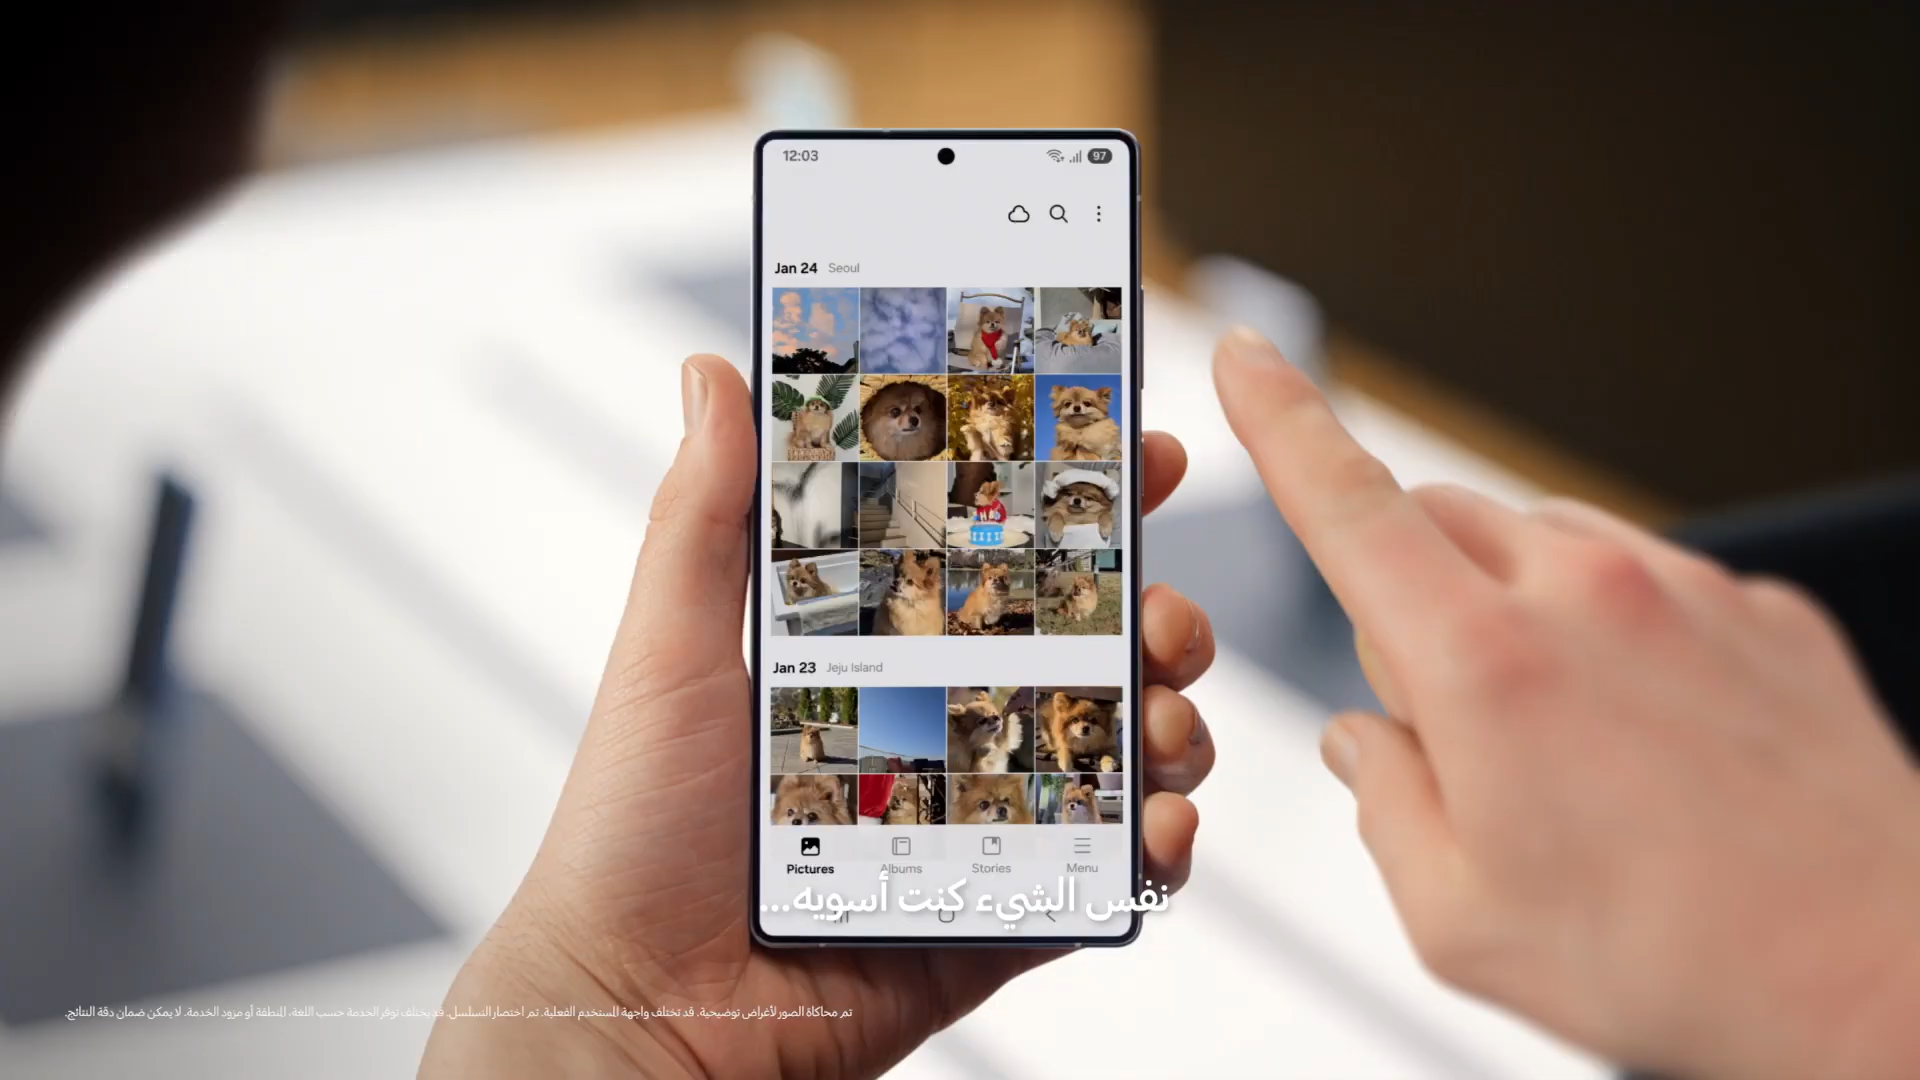 12:03
97
Jan 24 Seoul
Jan 23 Jeju Island
Pictures Albums Stories Menu
نفس الشيء كنت أسويه...
تم محاكاة الصور لأغراض توضيحية. قد تختلف واجهة المستخدم الفعلية. تم اختصار التسلسل. قد يختلف توفر الخدمة حسب اللغة، المنطقة أو مزود الخدمة. لا يمكن ضمان دقة النتائج.